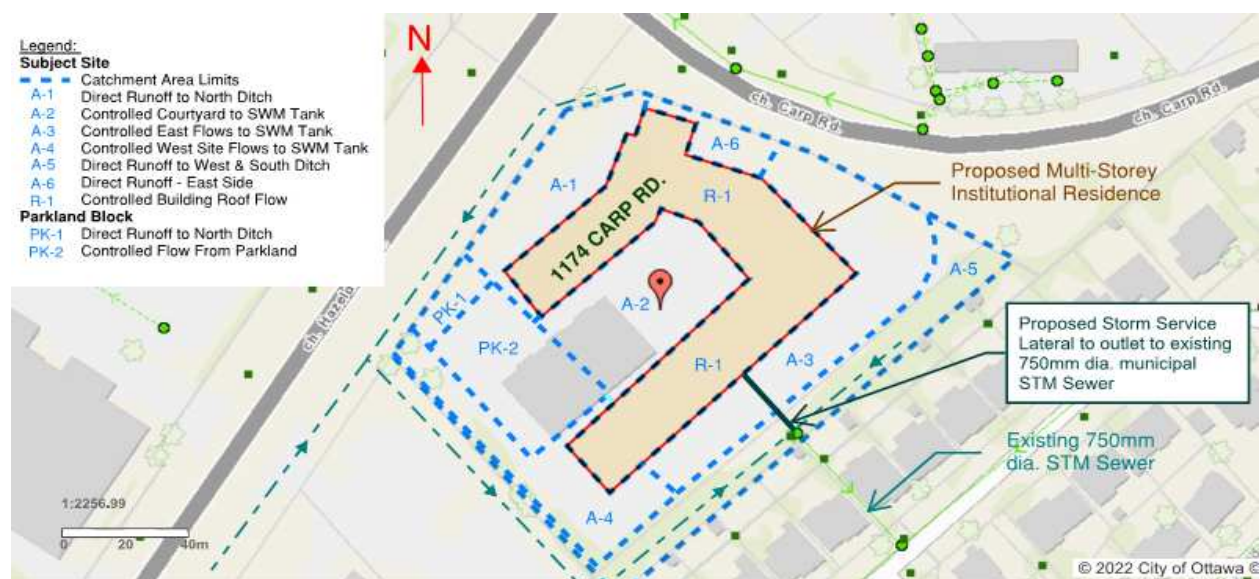 Legend:
Subject Site
Catchment Area Limits
A-1 Direct Runoff to North Ditch
A-2 Controlled Courtyard to SWM Tank
A-3 Controlled East Flows to SWM Tank
A-4 Controlled West Site Flows to SWM Tank
A-5 Direct Runoff to West & South Ditch
A-6 Direct Runoff - East Side
R-1 Controlled Building Roof Flow
Parkland Block
PK-1 Direct Runoff to North Ditch
PK-2 Controlled Flow From Parkland
N
ch. Carp Rd.
ch. Carp Rd.
A-6
A-1
R-1
1174 CARP RD.
Proposed Multi-Storey
Institutional Residence
A-5
A-2
PK-1
PK-2
R-1
A-3
Proposed Storm Service
Lateral to outlet to existing
750mm dia. municipal
STM Sewer
Existing 750mm
dia. STM Sewer
A-4
1:2256.99
0 20 40m
© 2022 City of Ottawa ©